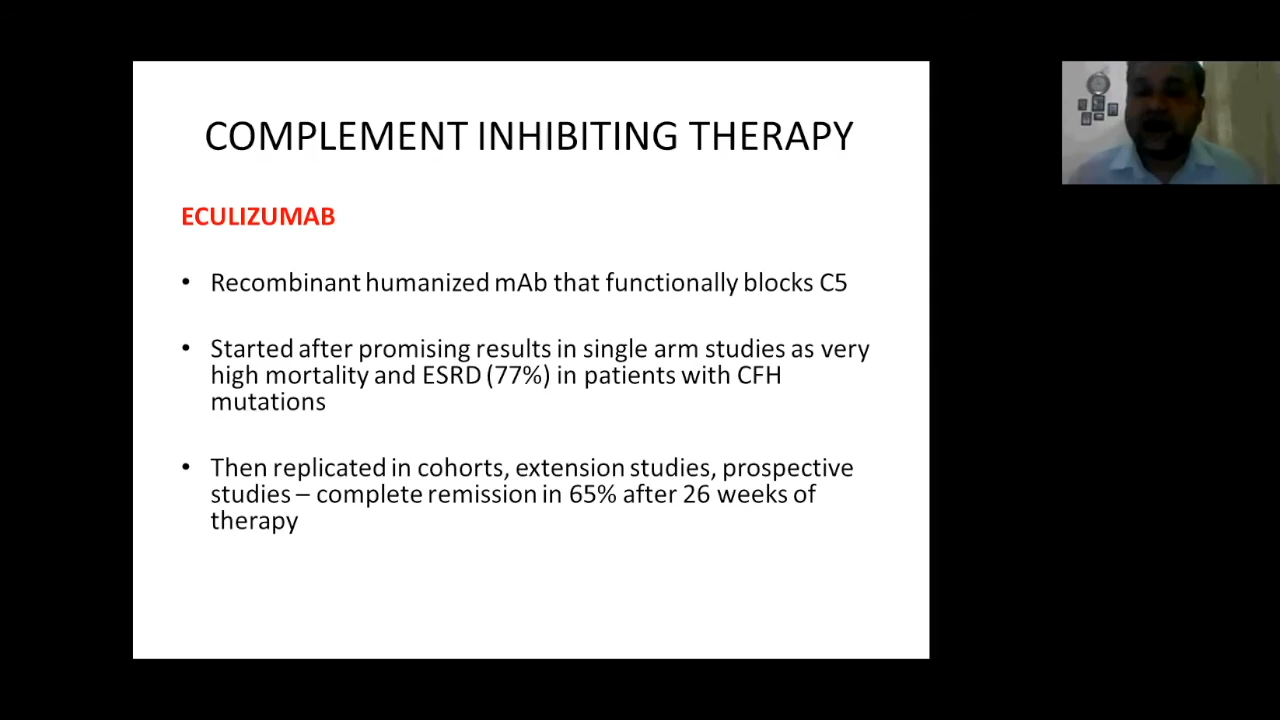 COMPLEMENT INHIBITING THERAPY
ECULIZUMAB
• Recombinant humanized mAb that functionally blocks C5
• Started after promising results in single arm studies as very
high mortality and ESRD (77%) in patients with CFH
mutations
• Then replicated in cohorts, extension studies, prospective
studies – complete remission in 65% after 26 weeks of
therapy